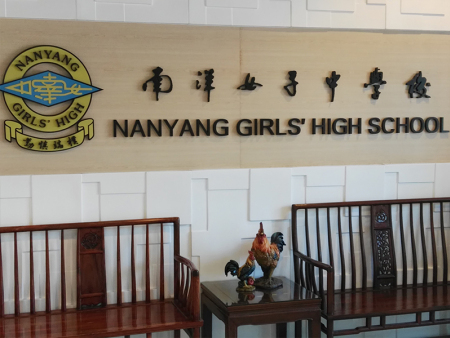 NANYANG
GIRLS' HIGH
南洋女子中學校
NANYANG GIRLS' HIGH SCHOOL